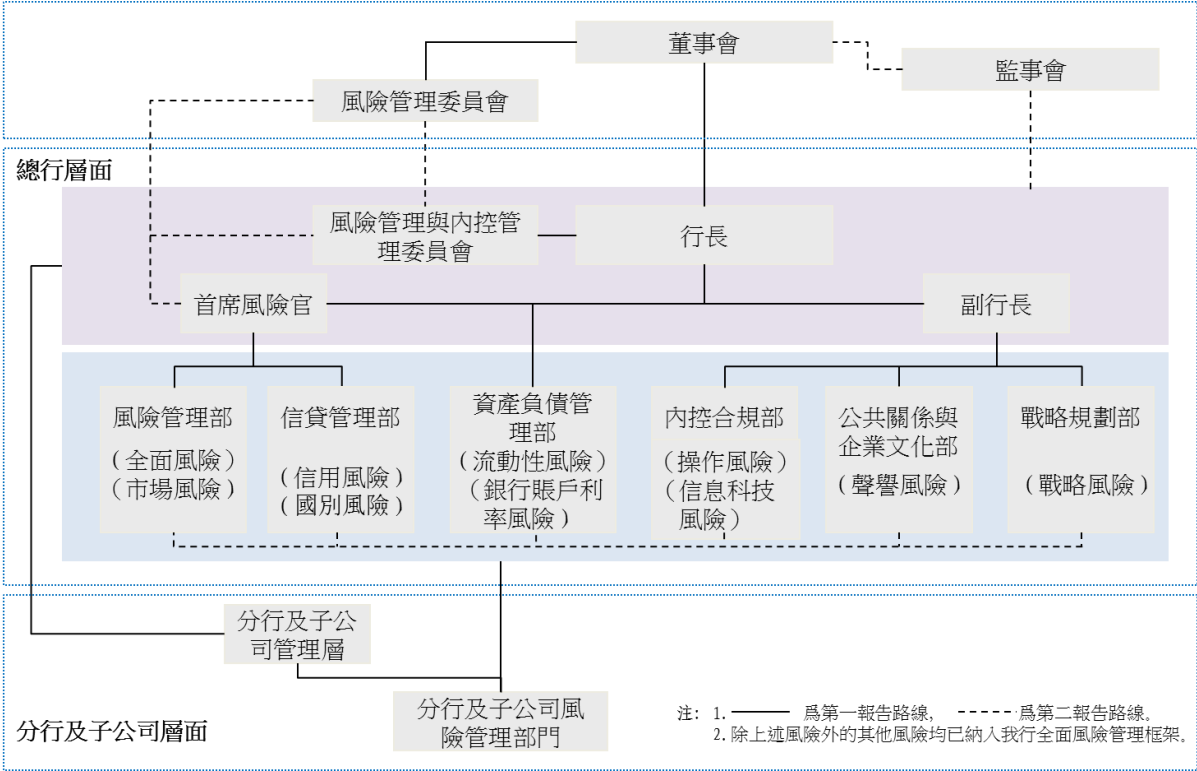 董事會
監事會
風險管理委員會
總行層面
風險管理與內控管
理委員會
行長
首席風險官
副行長
風險管理部
(全面風險)
(市場風險)
信貸管理部
(信用風險)
(國別風險)
資產負債管
理部
(流動性風險)
(銀行賬戶利
率風險)
內控合規部
(操作風險)
(信息科技
風險)
公共關係與
企業文化部
(聲譽風險)
戰略規劃部
(戰略風險)
分行及子公
司管理層
分行及子公司風
險管理部門
分行及子公司層面
注: 1. 爲第一報告路線, 爲第二報告路線。
2. 除上述風險外的其他風險均已納入我行全面風險管理框架。